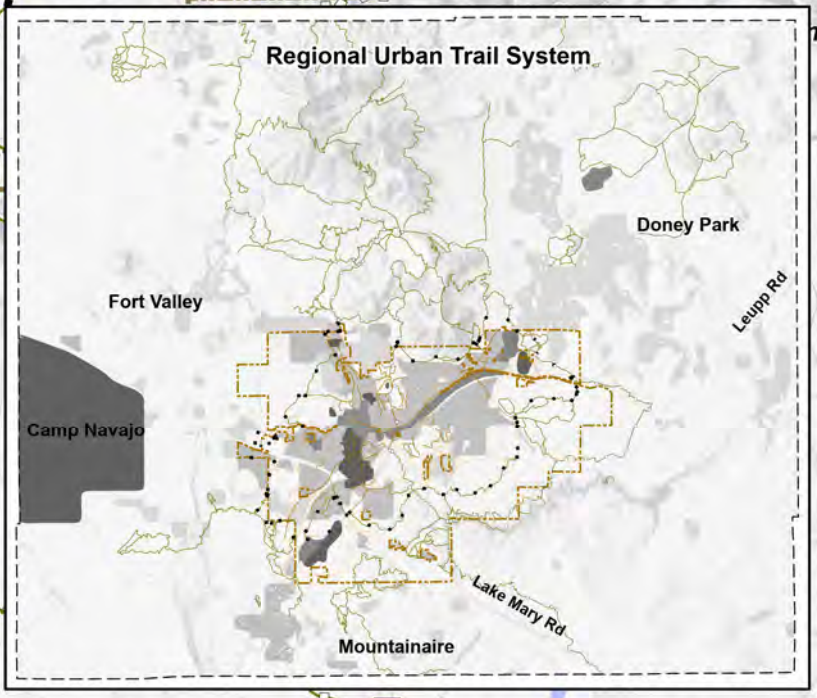 Regional Urban Trail System
Doney Park
Leupp Rd
Fort Valley
Camp Navajo
Lake Mary Rd
Mountainaire